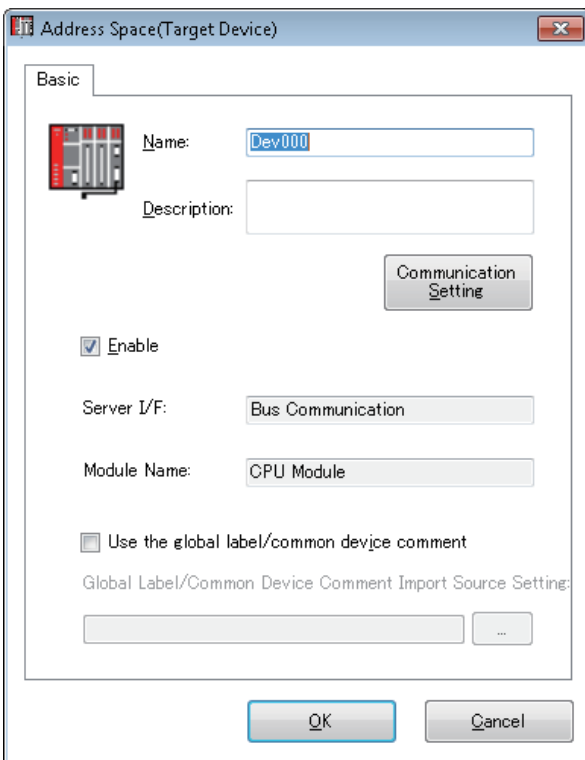 Address Space(Target Device)
Basic
Name:
Dev000
Description:
Communication
Setting
Enable
Server I/F:
Bus Communication
Module Name:
CPU Module
Use the global label/common device comment
Global Label/Common Device Comment Import Source Setting:
...
OK
Cancel